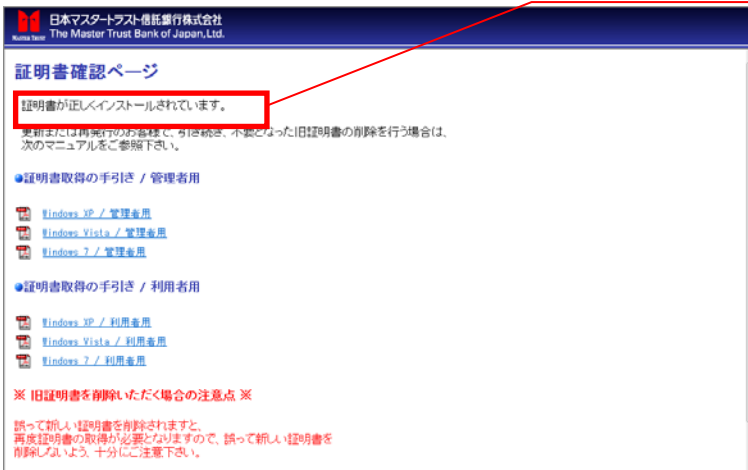 日本マスタートラスト信託銀行株式会社
MASTER TRUST The Master Trust Bank of Japan,Ltd.
証明書確認ページ
証明書が正しくインストールされています。
更新または再発行のお客様で、引き続き、不要となった旧証明書の削除を行う場合は、
次のマニュアルをご参照下さい。
証明書取得の手引き / 管理者用
Windows XP / 管理者用
Windows Vista / 管理者用
Windows 7 / 管理者用
証明書取得の手引き / 利用者用
Windows XP / 利用者用
Windows Vista / 利用者用
Windows 7 / 利用者用
※ 旧証明書を削除いただく場合の注意点 ※
誤って新しい証明書を削除されますと、
再度証明書の取得が必要となりますので、誤って新しい証明書を
削除しないよう、十分にご注意下さい。